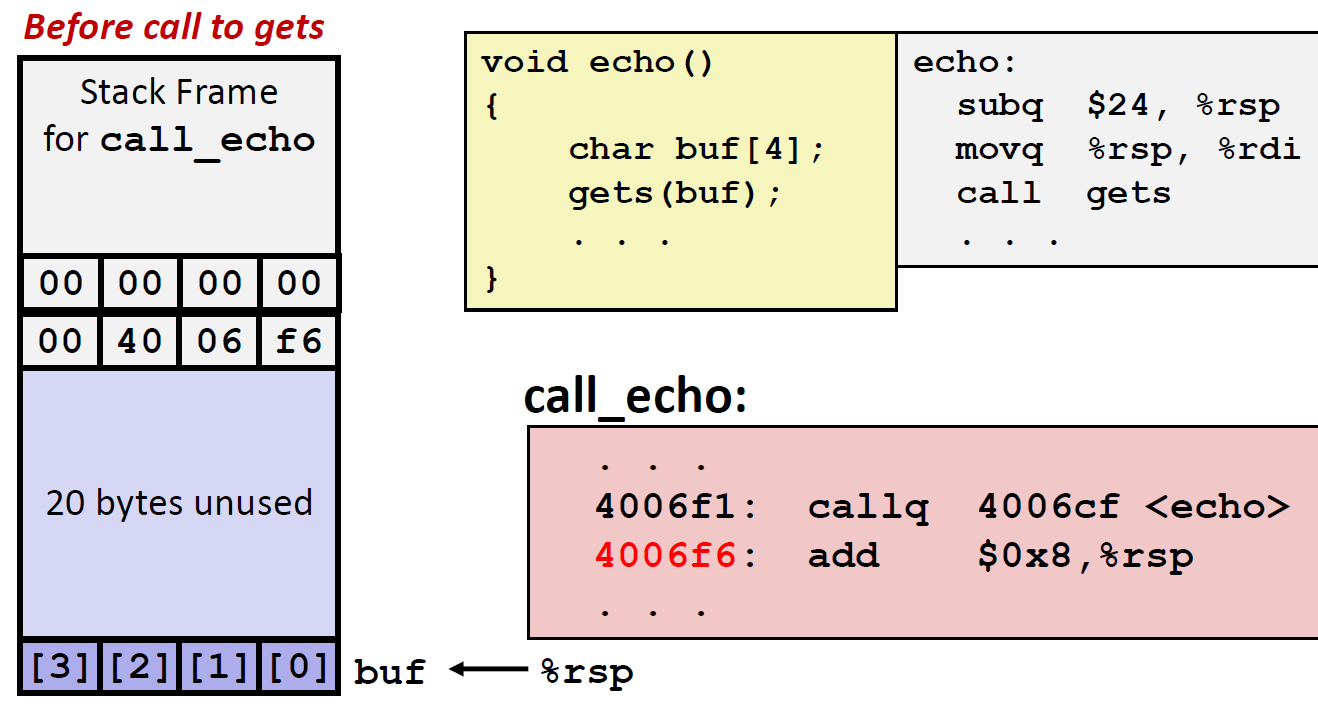 Before call to gets
Stack Frame
for call_echo
00 00 00 00
00 40 06 f6
20 bytes unused
[3] [2] [1] [0]
buf
%rsp
void echo()
{
char buf[4];
gets(buf);
. . .
}
echo:
subq $24, %rsp
movq %rsp, %rdi
call gets
. . .
call_echo:
. . .
4006f1: callq 4006cf <echo>
4006f6: add $0x8,%rsp
. . .